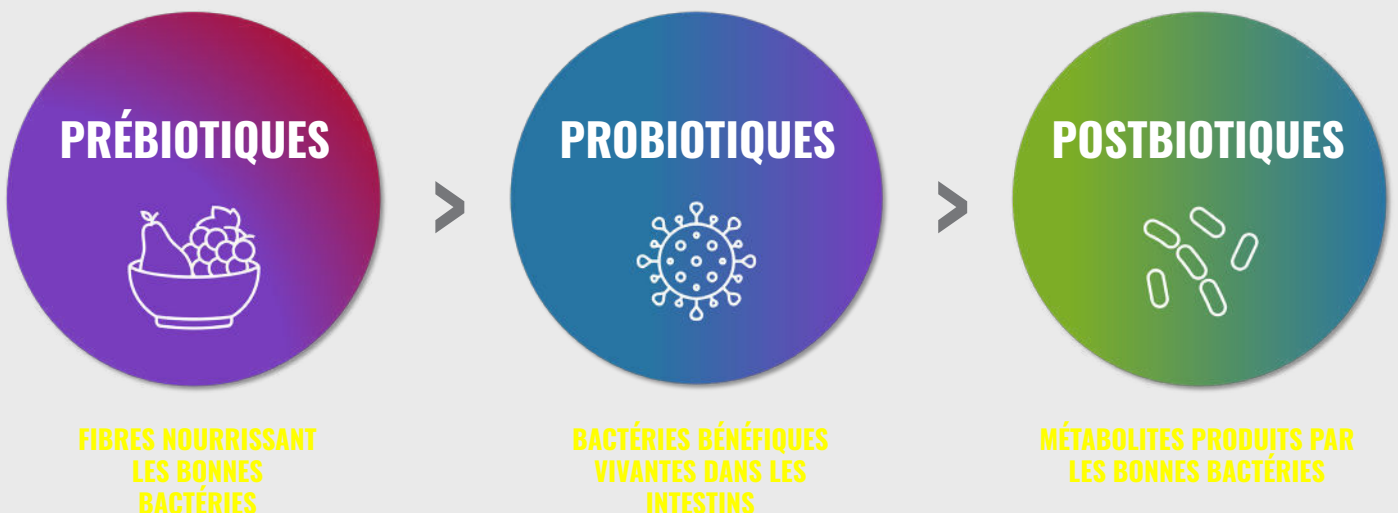 PRÉBIOTIQUES
FIBRES NOURRISSANT
LES BONNES
BACTÉRIES
>
PROBIOTIQUES
BACTÉRIES BÉNÉFIQUES
VIVANTES DANS LES
INTESTINS
>
POSTBIOTIQUES
MÉTABOLITES PRODUITS PAR
LES BONNES BACTÉRIES